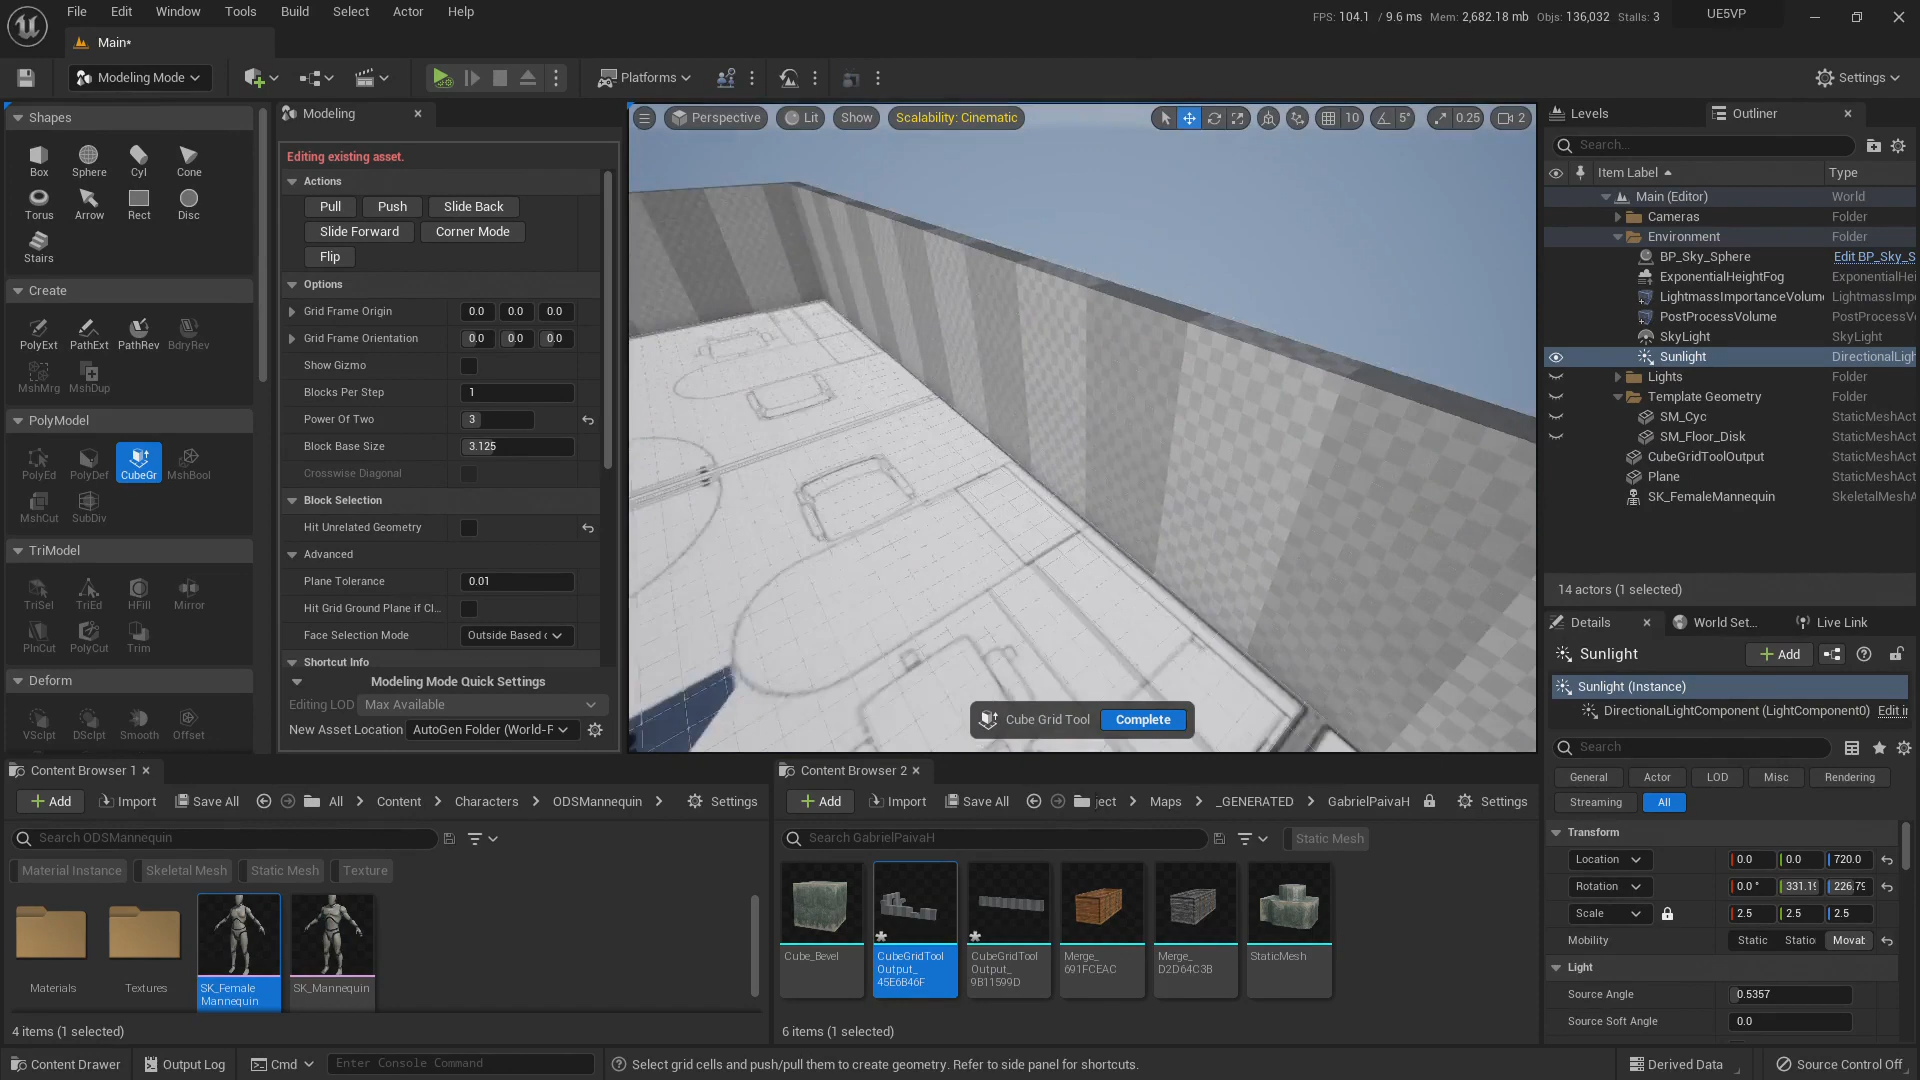 File Edit Window Tools Build Select Actor Help
FPS: 104.1 / 9.6 ms Mem: 2,682.18 mb Objs: 136,032 Stalls: 3 UE5VP
Main*
Modeling Mode
Platforms
Settings
Shapes
Box Sphere Cyl Cone
Torus Arrow Rect Disc
Stairs
Create
PolyExt PathExt PathRev BdryRev
MshMrg MshDup
PolyModel
PolyEd PolyDef CubeGr MshBool
MshCut SubDiv
TriModel
TriSel TriEd HFill Mirror
PlnCut PolyCut Trim
Deform
VSclpt DSclpt Smooth Offset
Modeling
Editing existing asset.
Actions
Pull Push Slide Back
Slide Forward Corner Mode
Flip
Options
Grid Frame Origin 0.0 0.0 0.0
Grid Frame Orientation 0.0 0.0 0.0
Show Gizmo
Blocks Per Step 1
Power Of Two 3
Block Base Size 3.125
Crosswise Diagonal
Block Selection
Hit Unrelated Geometry
Advanced
Plane Tolerance 0.01
Hit Grid Ground Plane if Cl...
Face Selection Mode Outside Based
Shortcut Info
Modeling Mode Quick Settings
Editing LOD Max Available
New Asset Location AutoGen Folder (World-F
Perspective Lit Show Scalability: Cinematic 10 5° 0.25 2
Cube Grid Tool Complete
Levels Outliner
Search...
Item Label Type
Main (Editor) World
Cameras Folder
Environment Folder
BP_Sky_Sphere Edit BP_Sky_S
ExponentialHeightFog ExponentialHei
LightmassImportanceVolum LightmassImp
PostProcessVolume PostProcessV
SkyLight SkyLight
Sunlight DirectionalLigh
Lights Folder
Template Geometry Folder
SM_Cyc StaticMeshAct
SM_Floor_Disk StaticMeshAct
CubeGridToolOutput StaticMeshAct
Plane StaticMeshAct
SK_FemaleMannequin SkeletalMeshA
14 actors (1 selected)
Details World Set... Live Link
Sunlight Add
Sunlight (Instance)
DirectionalLightComponent (LightComponent0) Edit in
Search
General Actor LOD Misc Rendering
Streaming All
Transform
Location 0.0 0.0 720.0
Rotation 0.0° 331.19 226.79
Scale 2.5 2.5 2.5
Mobility Static Statio Movab
Light
Source Angle 0.5357
Source Soft Angle 0.0
Content Browser 1
Add Import Save All All Content Characters ODSMannequin Settings
Search ODSMannequin
Material Instance Skeletal Mesh Static Mesh Texture
Materials
Textures
SK_Female
Mannequin
SK_Mannequin
4 items (1 selected)
Content Browser 2
Add Import Save All ject Maps _GENERATED GabrielPaivaH Settings
Search GabrielPaivaH
Static Mesh
Cube_Bevel
CubeGridTool
Output_
45E6B46F
CubeGridTool
Output_
9B11599D
Merge_
691FCEAC
Merge_
D2D64C3B
StaticMesh
6 items (1 selected)
Content Drawer Output Log Cmd Enter Console Command Select grid cells and push/pull them to create geometry. Refer to side panel for shortcuts. Derived Data Source Control Off